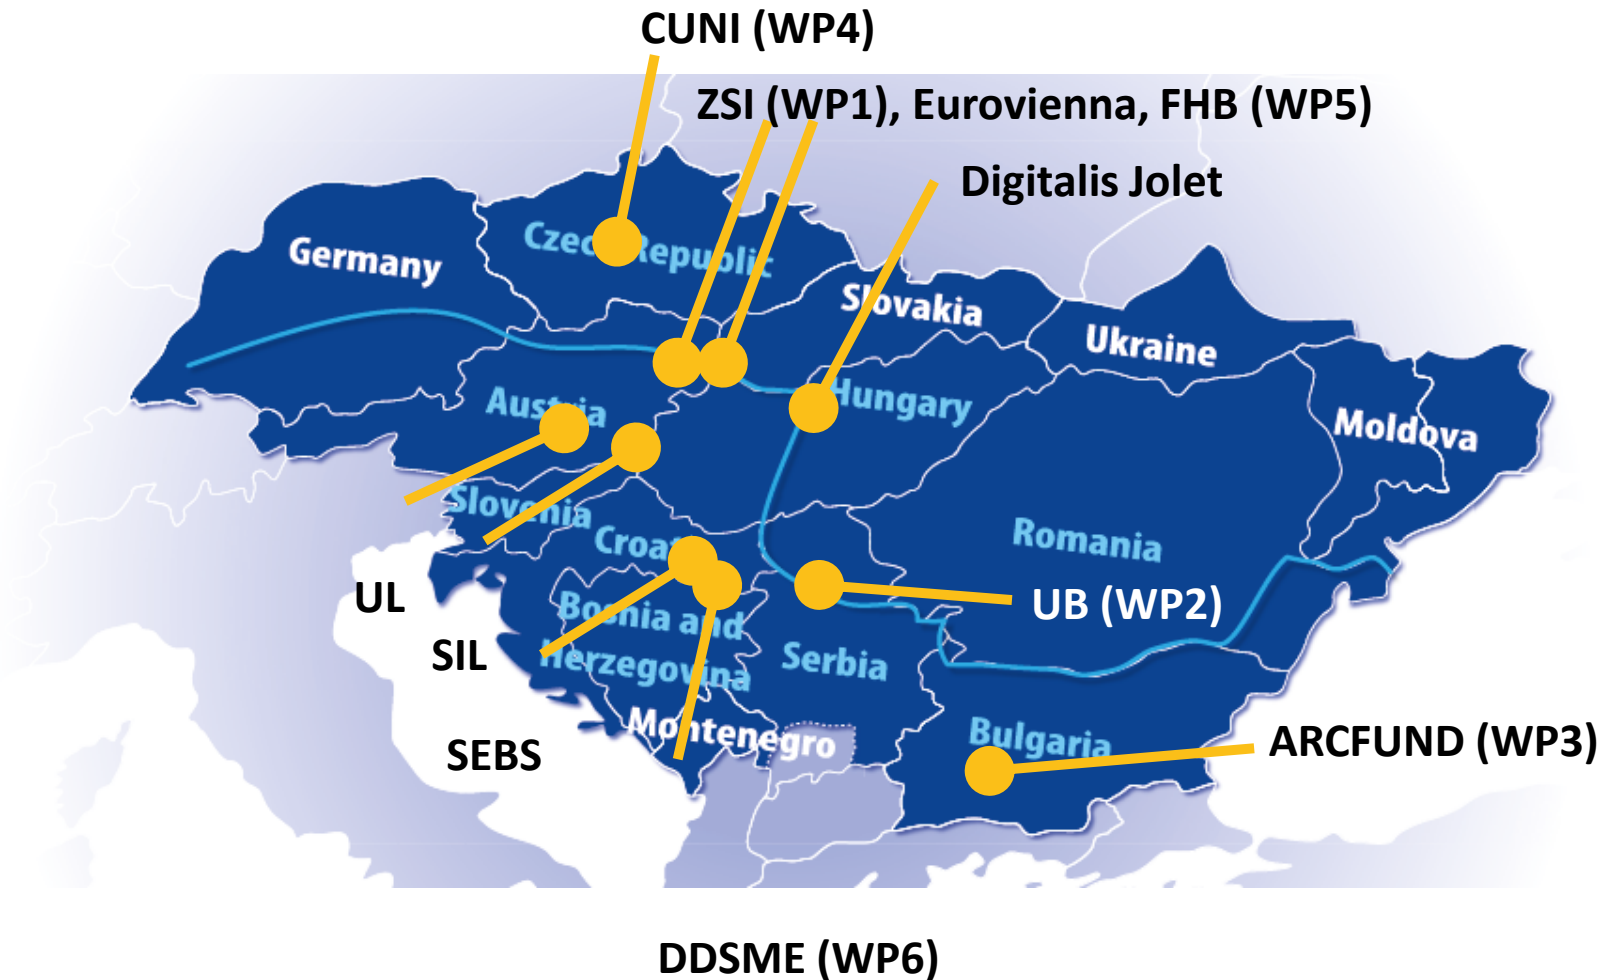 CUNI (WP4)
ZSI (WP1), Eurovienna, FHB (WP5)
Digitalis Jolet
Czech Republic
Germany
Slovakia
Ukraine
Austria
Hungary
Moldova
Slovenia
Croatia
Romania
UL
Bosnia and
Herzegovina
UB (WP2)
SIL
Serbia
Montenegro
Bulgaria
ARCFUND (WP3)
SEBS
DDSME (WP6)